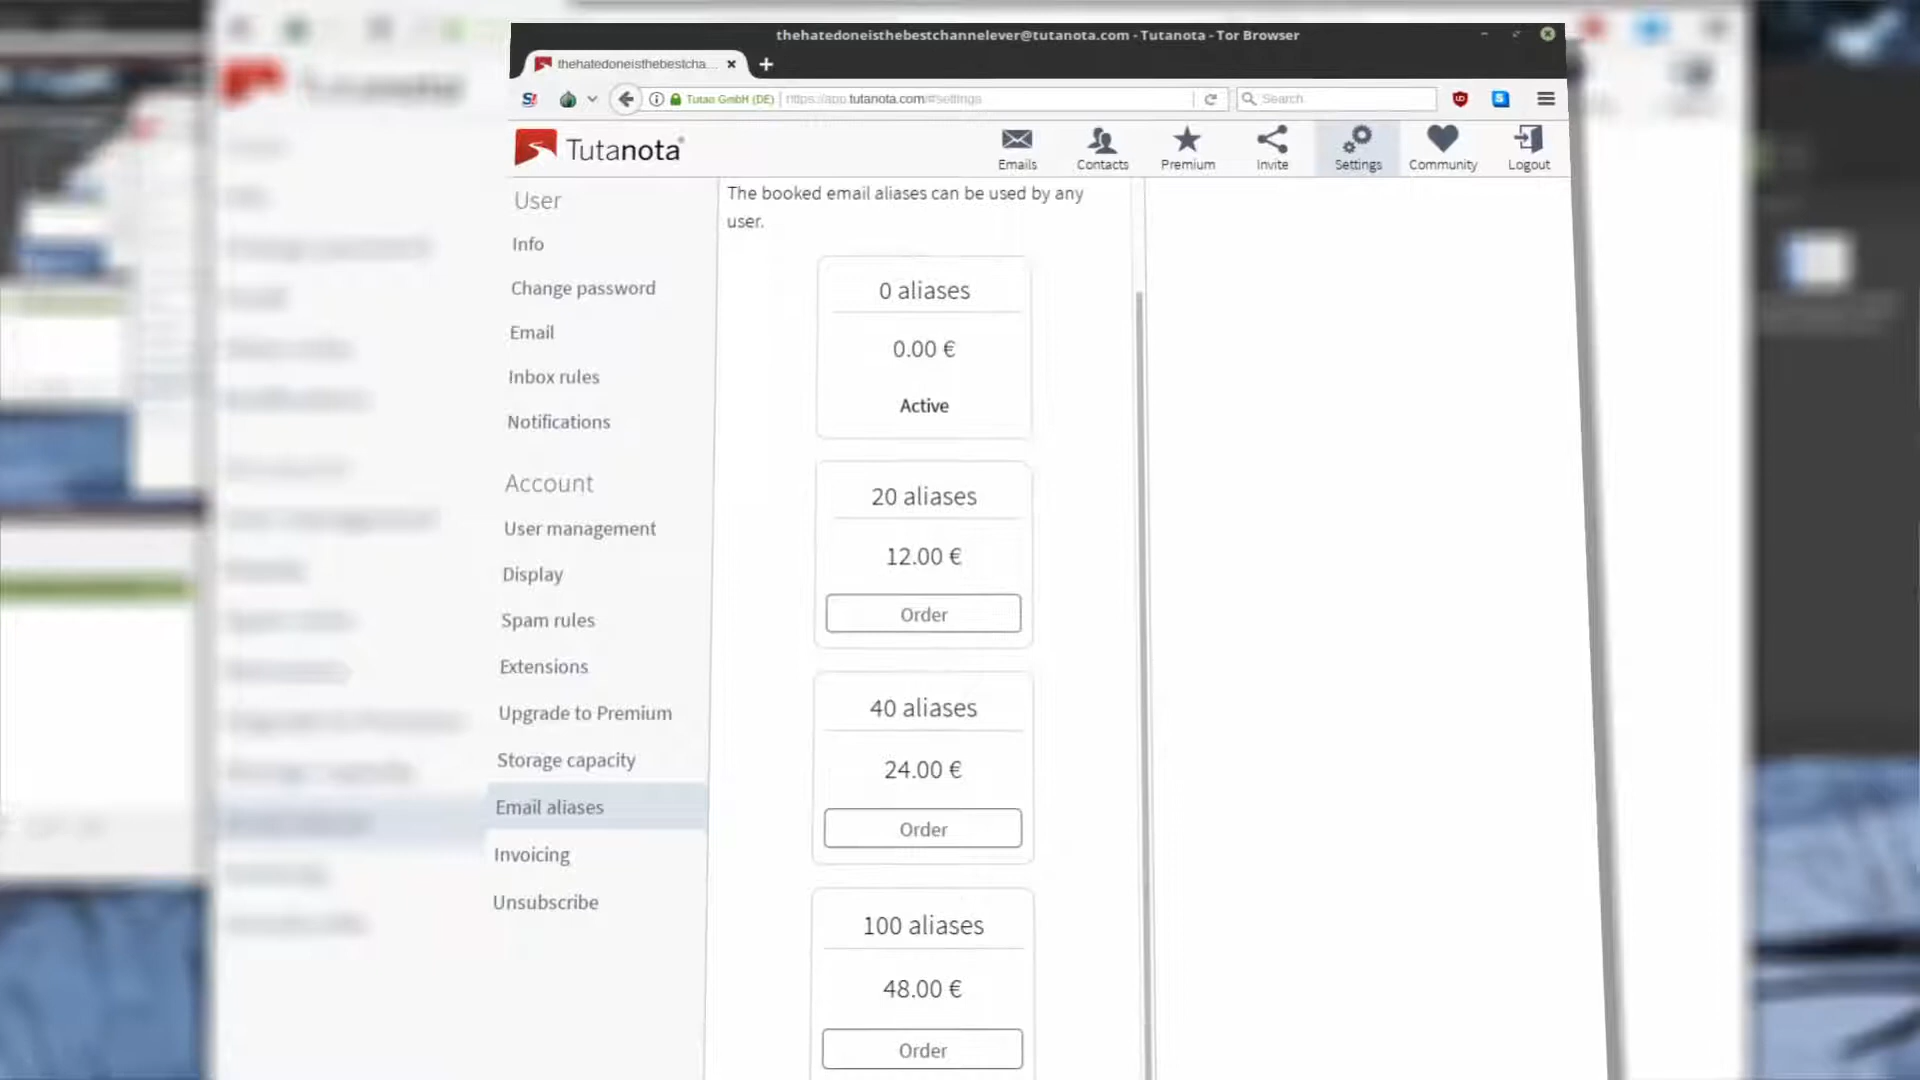 thehatedoneisthebestchannelever@tutanota.com - Tutanota - Tor Browser
thehatedoneisthebestcha...
Tutao GmbH (DE) https://app.tutanota.com/#settings
Search
Tutanota
Emails
Contacts
Premium
Invite
Settings
Community
Logout
User
Info
Change password
Email
Inbox rules
Notifications
Account
User management
Display
Spam rules
Extensions
Upgrade to Premium
Storage capacity
Email aliases
Invoicing
Unsubscribe
The booked email aliases can be used by any
user.
0 aliases
0.00 €
Active
20 aliases
12.00 €
Order
40 aliases
24.00 €
Order
100 aliases
48.00 €
Order